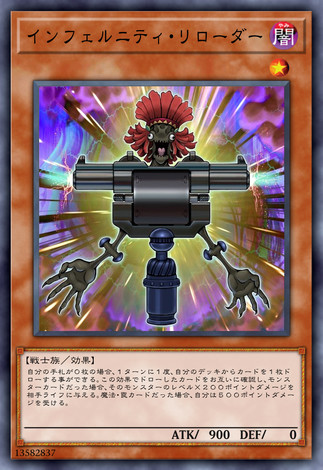 インフェルニティ・リローダー
闇
やみ
【戦士族／効果】
自分の手札が０枚の場合、１ターンに１度、自分のデッキからカードを１枚ド
ローする事ができる。この効果でドローしたカードをお互いに確認し、モンス
ターカードだった場合、そのモンスターのレベル×２００ポイントダメージを
相手ライフに与える。魔法・罠カードだった場合、自分は５００ポイントダメー
ジを受ける。
ATK/ 900 DEF/ 0
13582837